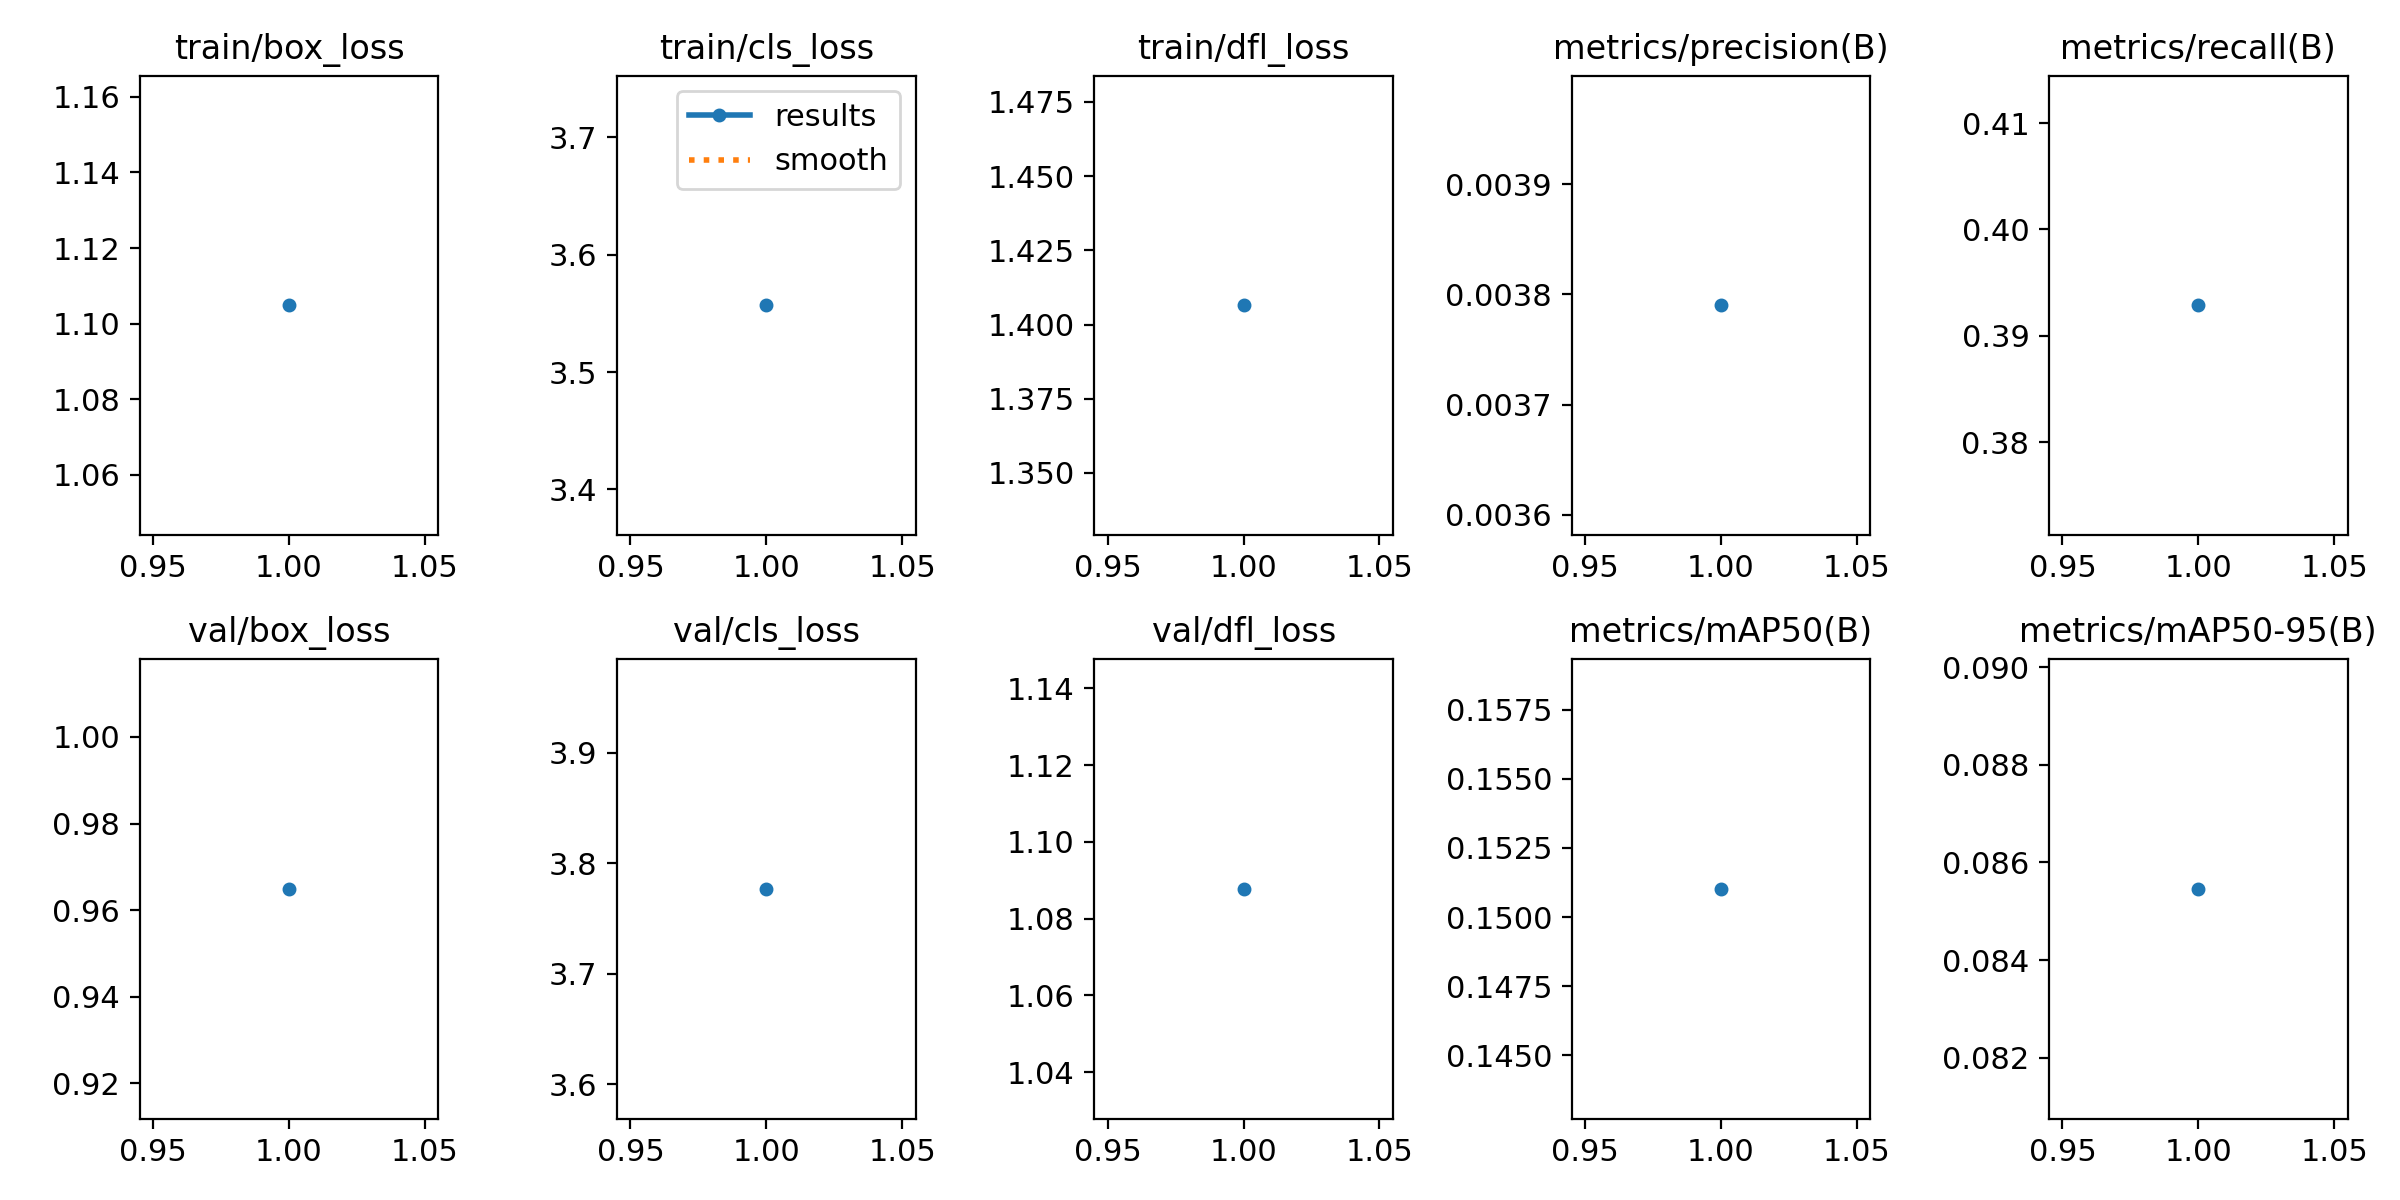 train/box_loss
1.16
1.14
1.12
1.10
1.08
1.06
0.95 1.00 1.05
train/cls_loss
results
smooth
3.7
3.6
3.5
3.4
0.95 1.00 1.05
train/dfl_loss
1.475
1.450
1.425
1.400
1.375
1.350
0.95 1.00 1.05
metrics/precision(B)
0.0039
0.0038
0.0037
0.0036
0.95 1.00 1.05
metrics/recall(B)
0.41
0.40
0.39
0.38
0.95 1.00 1.05
val/box_loss
1.00
0.98
0.96
0.94
0.92
0.95 1.00 1.05
val/cls_loss
3.9
3.8
3.7
3.6
0.95 1.00 1.05
val/dfl_loss
1.14
1.12
1.10
1.08
1.06
1.04
0.95 1.00 1.05
metrics/mAP50(B)
0.1575
0.1550
0.1525
0.1500
0.1475
0.1450
0.95 1.00 1.05
metrics/mAP50-95(B)
0.090
0.088
0.086
0.084
0.082
0.95 1.00 1.05